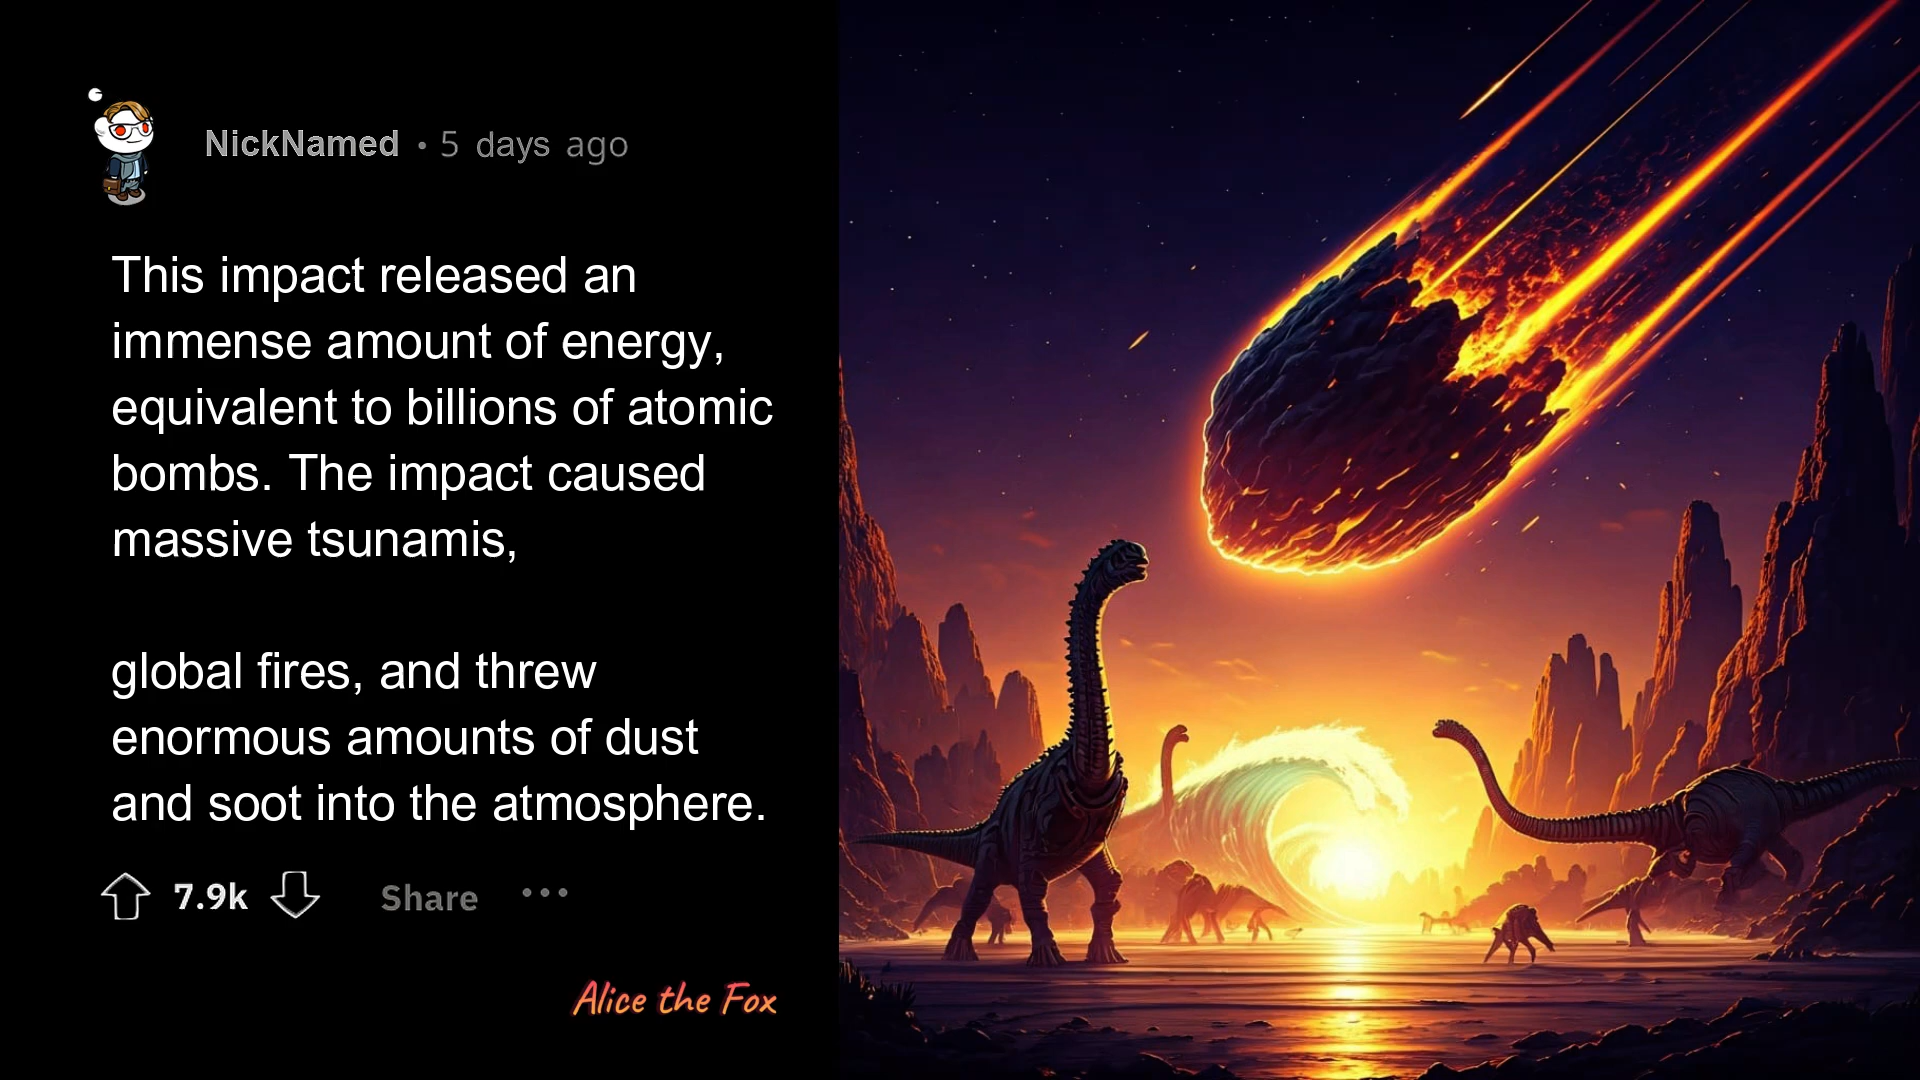 NickNamed • 5 days ago
This impact released an
immense amount of energy,
equivalent to billions of atomic
bombs. The impact caused
massive tsunamis,
global fires, and threw
enormous amounts of dust
and soot into the atmosphere.
7.9k Share •••
Alice the Fox